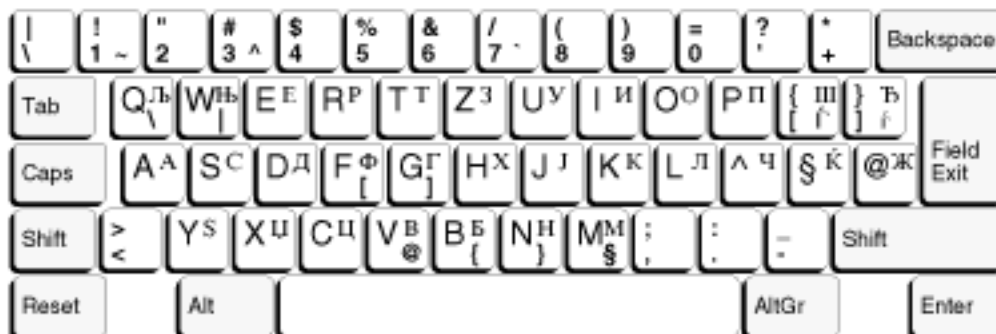 | \ ! 1 ~ " 2 # 3 ^ $ 4 % 5 & 6 / 7 ` ( 8 ) 9 = 0 ? ' * + Backspace
Tab Q Љ \ W Њ | E Е R Р T Т Z З U У I И O О P П { Ш [ } Ђ ]
Caps A А S С D Д F Ф [ G Г ] H Х J Ј K К L Л ^ Ч § Ќ @ Ж Field Exit
Shift > < Y Ѕ X Џ C Ц V В @ B Б { N Н } M М § ; , : . _ - Shift
Reset Alt AltGr Enter